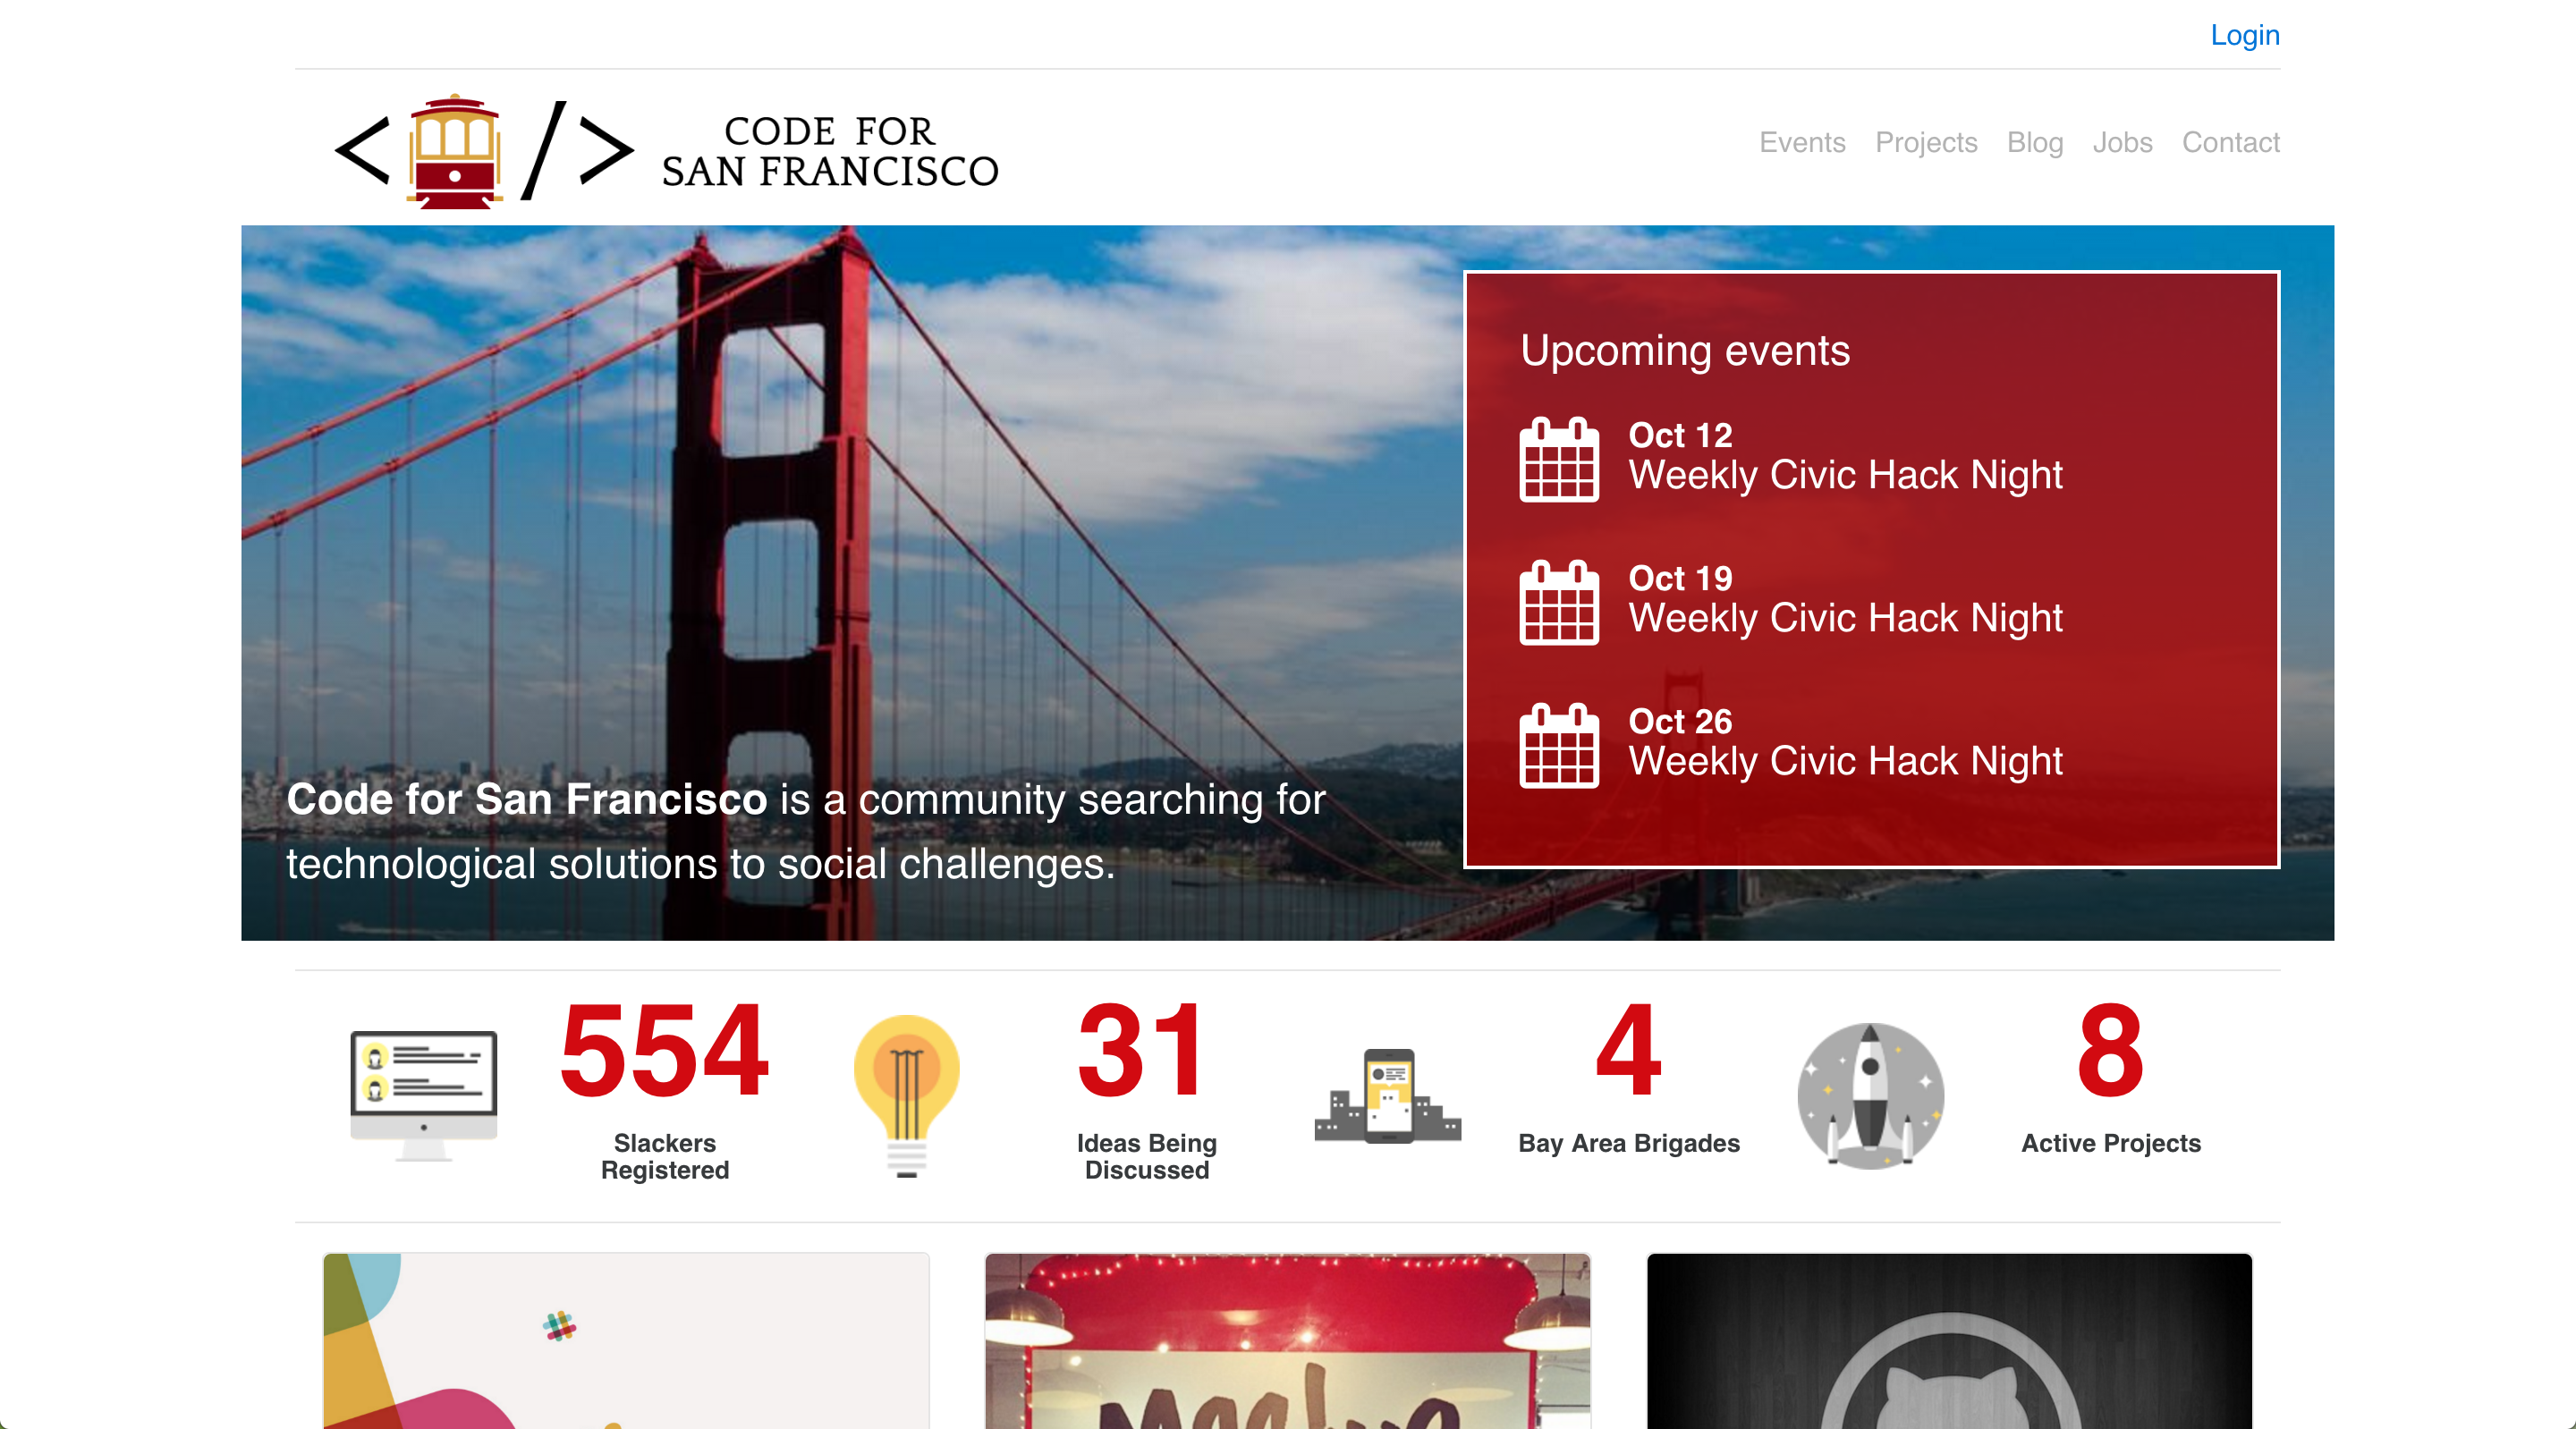 Login
CODE FOR
SAN FRANCISCO
Events Projects Blog Jobs Contact
Upcoming events
Oct 12
Weekly Civic Hack Night
Oct 19
Weekly Civic Hack Night
Oct 26
Weekly Civic Hack Night
Code for San Francisco is a community searching for
technological solutions to social challenges.
554
Slackers
Registered
31
Ideas Being
Discussed
4
Bay Area Brigades
8
Active Projects